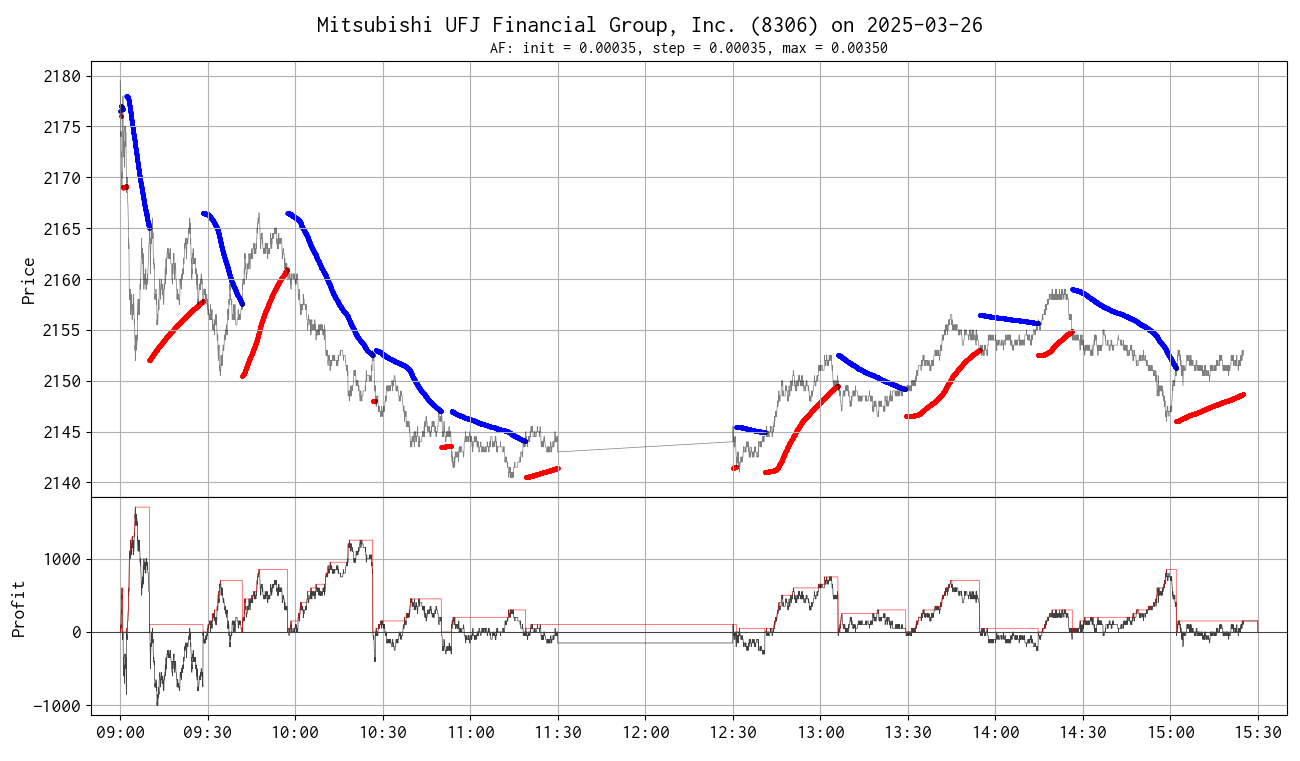 Mitsubishi UFJ Financial Group, Inc. (8306) on 2025-03-26
AF: init = 0.00035, step = 0.00035, max = 0.00350
Price
2180
2175
2170
2165
2160
2155
2150
2145
2140
Profit
1000
0
−1000
09:00 09:30 10:00 10:30 11:00 11:30 12:00 12:30 13:00 13:30 14:00 14:30 15:00 15:30